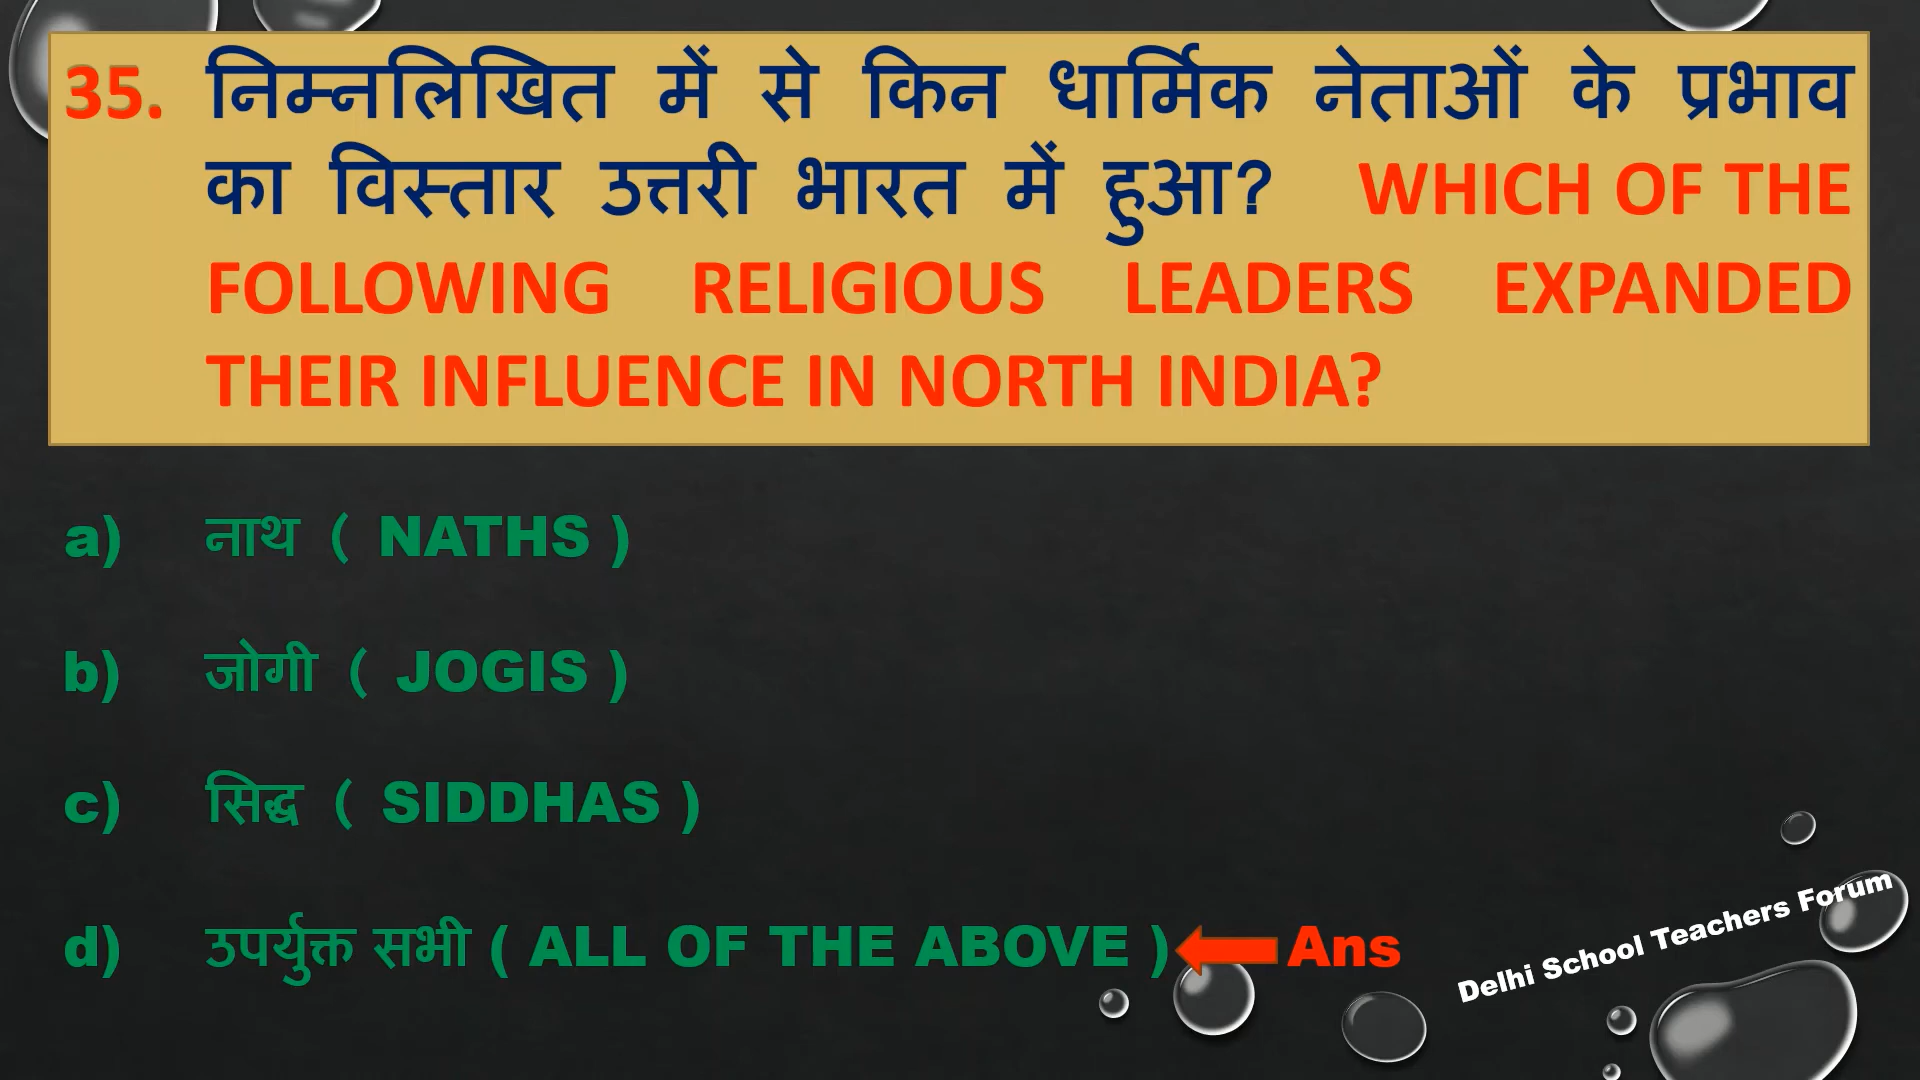 35. निम्नलिखित में से किन धार्मिक नेताओं के प्रभाव
का विस्तार उत्तरी भारत में हुआ? WHICH OF THE
FOLLOWING RELIGIOUS LEADERS EXPANDED
THEIR INFLUENCE IN NORTH INDIA?
a) नाथ ( NATHS )
b) जोगी ( JOGIS )
c) सिद्ध ( SIDDHAS )
d) उपर्युक्त सभी ( ALL OF THE ABOVE ) Ans
Delhi School Teachers Forum